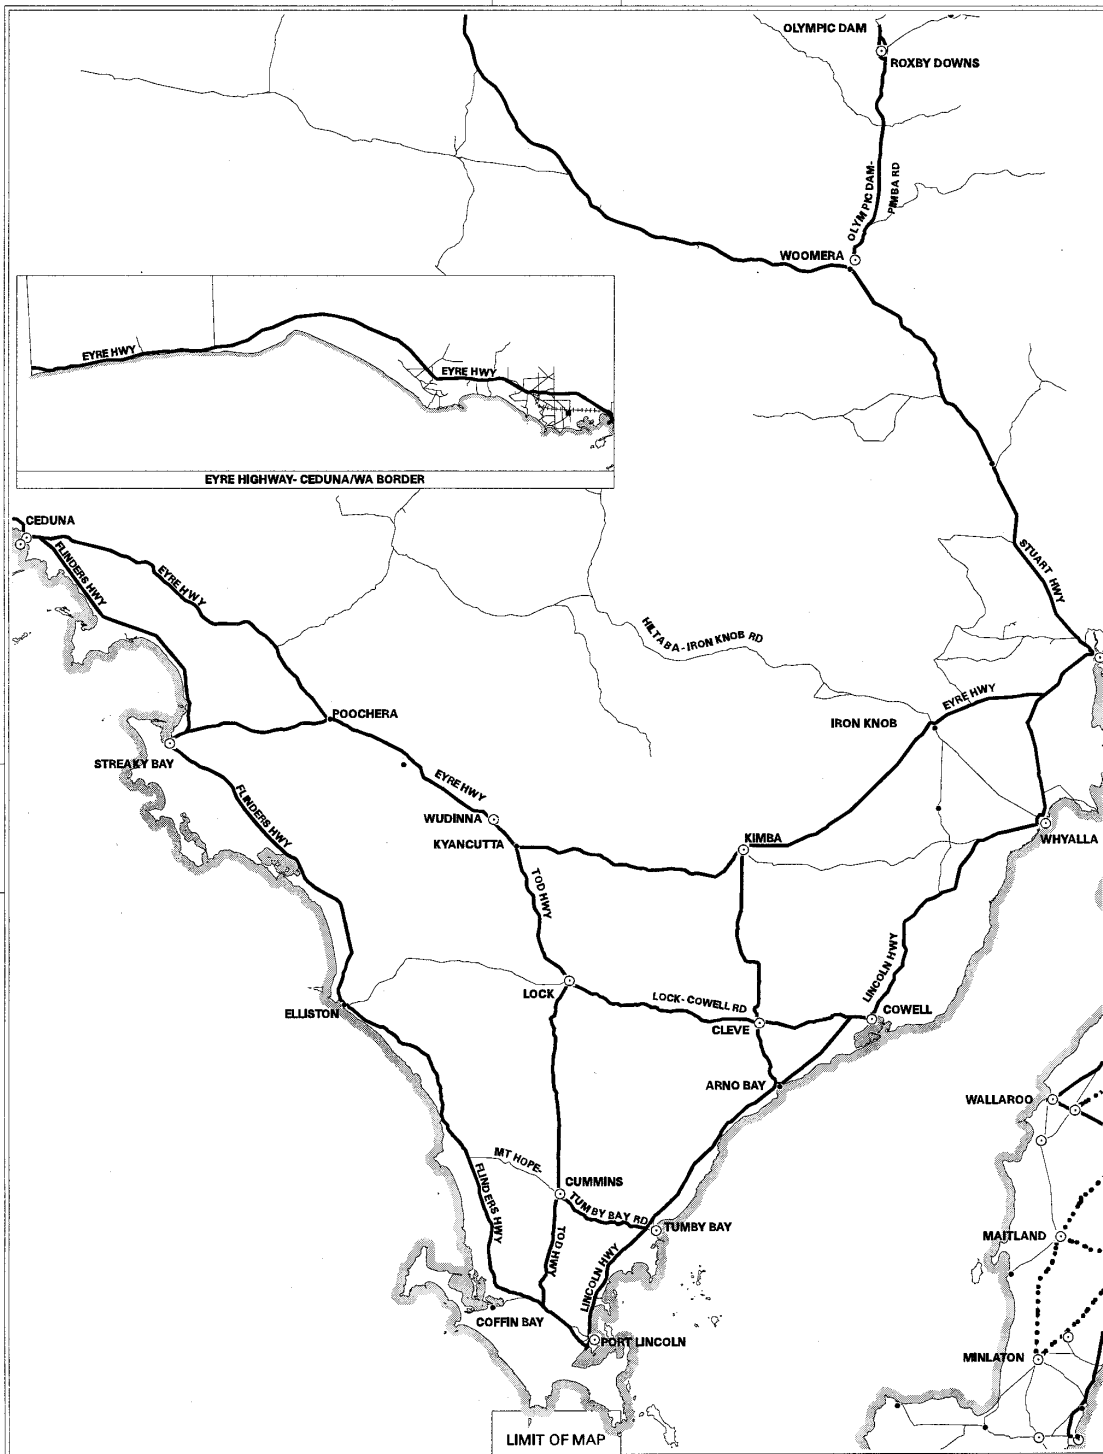 OLYMPIC DAM
ROXBY DOWNS
OLYMPIC DAM-
PIMBA RD
WOOMERA
EYRE HWY
EYRE HWY
EYRE HIGHWAY- CEDUNA/WA BORDER
CEDUNA
FLINDERS HWY
EYRE HWY
STUART HWY
HILTABA-IRON KNOB RD
EYRE HWY
POOCHERA
IRON KNOB
STREAKY BAY
EYRE HWY
FLINDERS HWY
WUDINNA
KYANCUTTA
KIMBA
WHYALLA
TOD HWY
LINCOLN HWY
LOCK
LOCK-COWELL RD
ELLISTON
CLEVE
COWELL
ARNO BAY
WALLAROO
MT HOPE-
CUMMINS
TUMBY BAY RD
FLINDERS HWY
TUMBY BAY
TOD HWY
MAITLAND
LINCOLN HWY
COFFIN BAY
PORT LINCOLN
MINLATON
LIMIT OF MAP